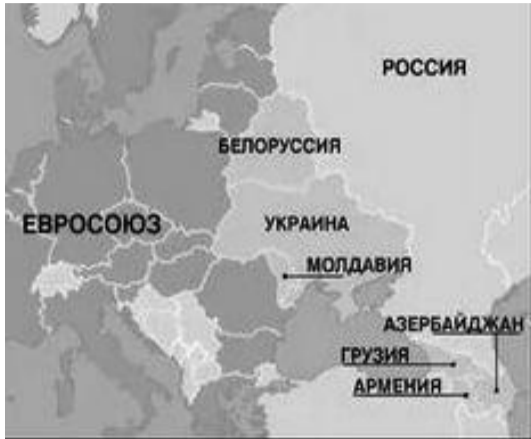 РОССИЯ
БЕЛОРУССИЯ
ЕВРОСОЮЗ
УКРАИНА
МОЛДАВИЯ
АЗЕРБАЙДЖАН
ГРУЗИЯ
АРМЕНИЯ